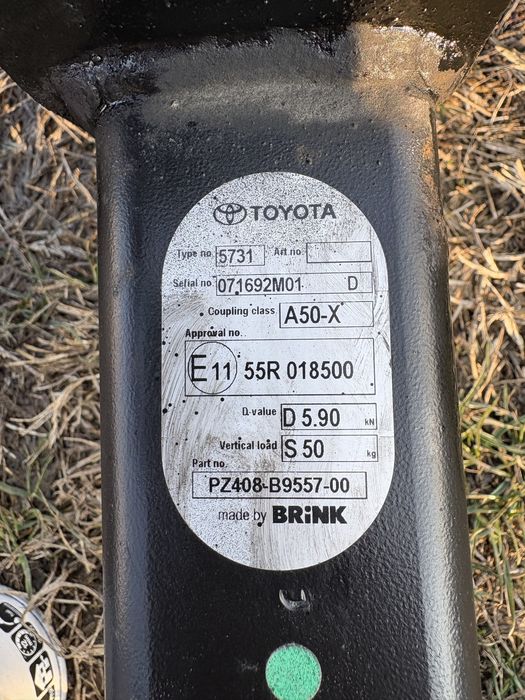 TOYOTA
Type no. 5731 Art no.
Serial no. 071692M01 D
Coupling class A50-X
Approval no.
E11 55R 018500
D-value D 5.90 kN
Vertical load S 50 kg
Part no.
PZ408-B9557-00
made by BRiNK